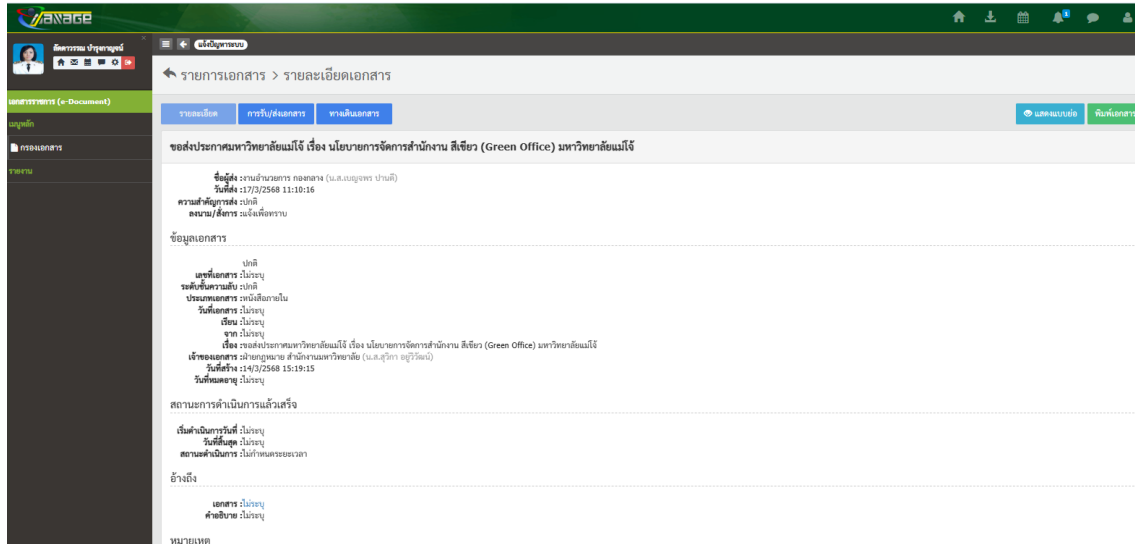 Manage
1
ลัดดาวรรณ บำรุงกาญจน์
แจ้งปัญหาระบบ
รายการเอกสาร > รายละเอียดเอกสาร
เอกสารราชการ (e-Document)
เมนูหลัก
กรองเอกสาร
รายงาน
รายละเอียด การรับ/ส่งเอกสาร ทางเดินเอกสาร แสดงแบบย่อ พิมพ์เอกสาร
ขอส่งประกาศมหาวิทยาลัยแม่โจ้ เรื่อง นโยบายการจัดการสำนักงาน สีเขียว (Green Office) มหาวิทยาลัยแม่โจ้
ชื่อผู้ส่ง :งานอำนวยการ กองกลาง (น.ส.เบญจพร ปานดี)
วันที่ส่ง :17/3/2568 11:10:16
ความสำคัญการส่ง :ปกติ
ลงนาม/สั่งการ :แจ้งเพื่อทราบ
ข้อมูลเอกสาร
ปกติ
เลขที่เอกสาร :ไม่ระบุ
ระดับชั้นความลับ :ปกติ
ประเภทเอกสาร :หนังสือภายใน
วันที่เอกสาร :ไม่ระบุ
เรียน :ไม่ระบุ
จาก :ไม่ระบุ
เรื่อง :ขอส่งประกาศมหาวิทยาลัยแม่โจ้ เรื่อง นโยบายการจัดการสำนักงาน สีเขียว (Green Office) มหาวิทยาลัยแม่โจ้
เจ้าของเอกสาร :ฝ่ายกฎหมาย สำนักงานมหาวิทยาลัย (น.ส.สุวิกา อยู่วิวัฒน์)
วันที่สร้าง :14/3/2568 15:19:15
วันที่หมดอายุ :ไม่ระบุ
สถานะการดำเนินการแล้วเสร็จ
เริ่มดำเนินการวันที่ :ไม่ระบุ
วันที่สิ้นสุด :ไม่ระบุ
สถานะดำเนินการ :ไม่กำหนดระยะเวลา
อ้างถึง
เอกสาร :ไม่ระบุ
คำอธิบาย :ไม่ระบุ
หมายเหตุ